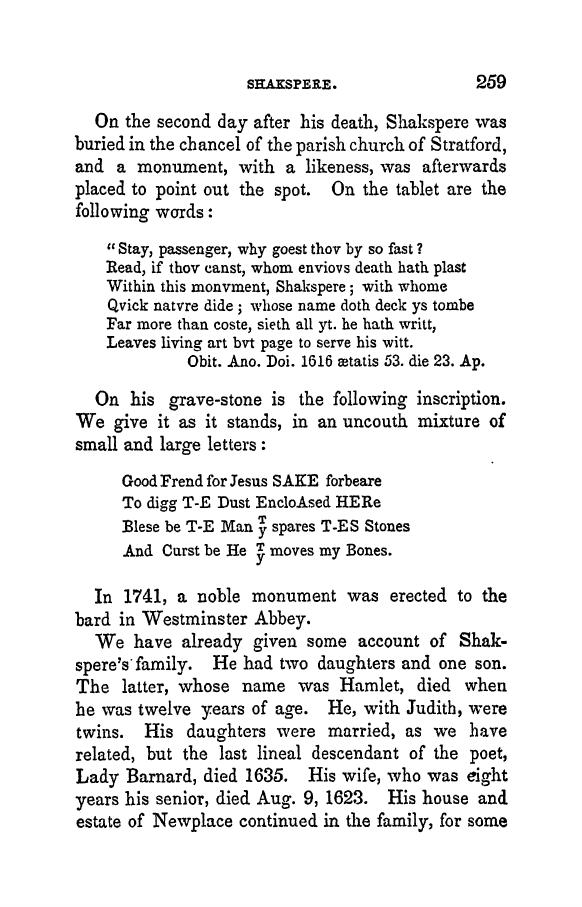 SHAKSPERE. 259
On the second day after his death, Shakspere was
buried in the chancel of the parish church of Stratford,
and a monument, with a likeness, was afterwards
placed to point out the spot. On the tablet are the
following words :
“ Stay, passenger, why goest thov by so fast ?
Read, if thov canst, whom enviovs death hath plast
Within this monvment, Shakspere ; with whome
Qvick natvre dide ; whose name doth deck ys tombe
Far more than coste, sieth all yt. he hath writt,
Leaves living art bvt page to serve his witt.
Obit. Ano. Doi. 1616 ætatis 53. die 23. Ap.
On his grave-stone is the following inscription.
We give it as it stands, in an uncouth mixture of
small and large letters :
Good Frend for Jesus SAKE forbeare
To digg T-E Dust EncloAsed HERe
Blese be T-E Man T/y spares T-ES Stones
And Curst be He T/y moves my Bones.
In 1741, a noble monument was erected to the
bard in Westminster Abbey.
We have already given some account of Shak-
spere's family. He had two daughters and one son.
The latter, whose name was Hamlet, died when
he was twelve years of age. He, with Judith, were
twins. His daughters were married, as we have
related, but the last lineal descendant of the poet,
Lady Barnard, died 1635. His wife, who was eight
years his senior, died Aug. 9, 1623. His house and
estate of Newplace continued in the family, for some